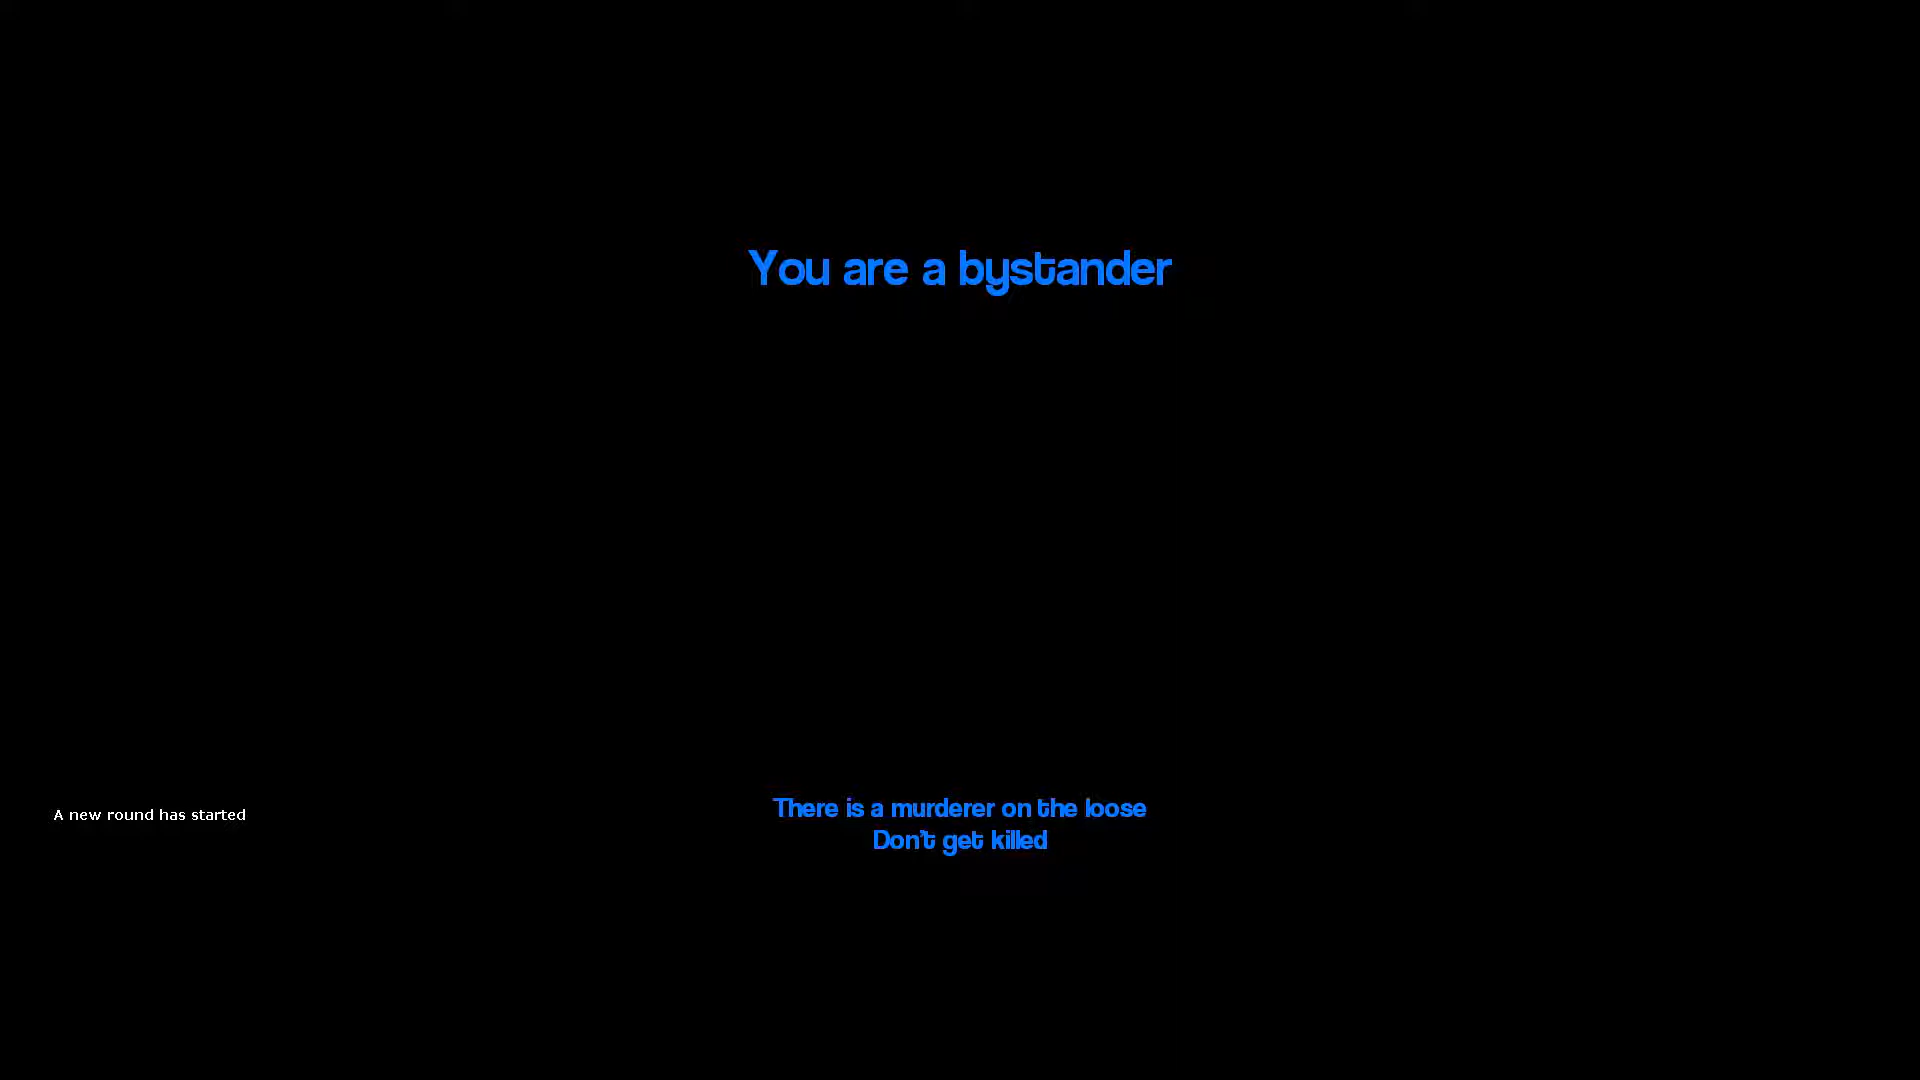 You are a bystander
A new round has started
There is a murderer on the loose
Don't get killed